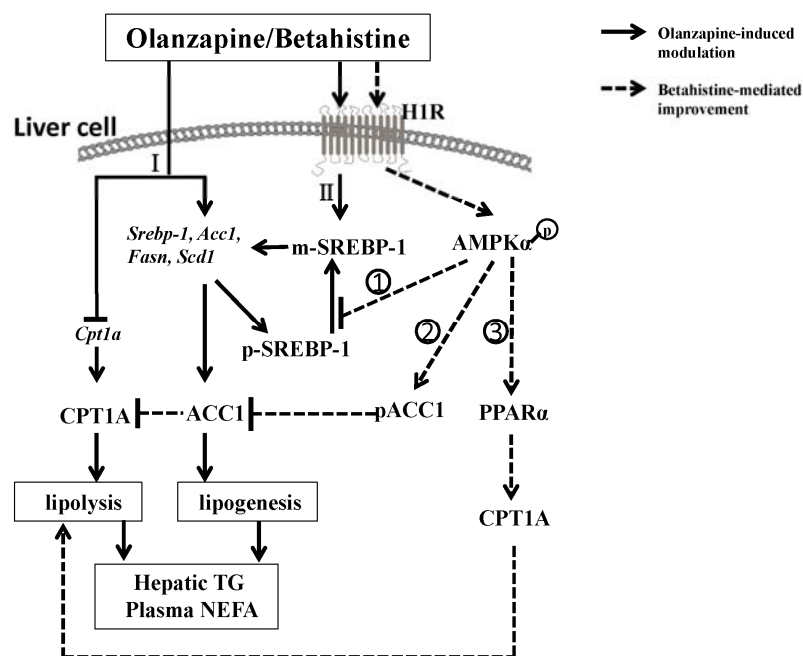 Olanzapine/Betahistine
Olanzapine-induced
modulation
Betahistine-mediated
improvement
H1R
Liver cell
I
II
Srebp-1, Acc1,
Fasn, Scd1
m-SREBP-1
AMPKα
p
①
p-SREBP-1
②
③
Cpt1a
CPT1A
ACC1
pACC1
PPARα
lipolysis
lipogenesis
CPT1A
Hepatic TG
Plasma NEFA